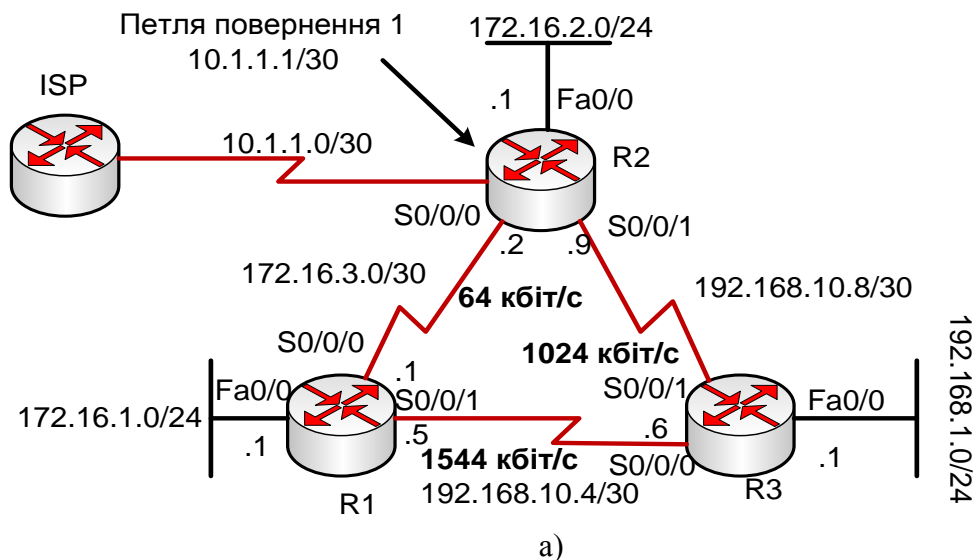 Петля повернення 1
10.1.1.1/30
172.16.2.0/24
ISP
.1
Fa0/0
10.1.1.0/30
R2
S0/0/0
.2
.9
S0/0/1
172.16.3.0/30
64 кбіт/с
192.168.10.8/30
S0/0/0
1024 кбіт/с
.1
S0/0/1
Fa0/0
S0/0/1
Fa0/0
172.16.1.0/24
.1
.5
.6
.1
1544 кбіт/с
S0/0/0
192.168.10.4/30
R1
R3
192.168.1.0/24
а)